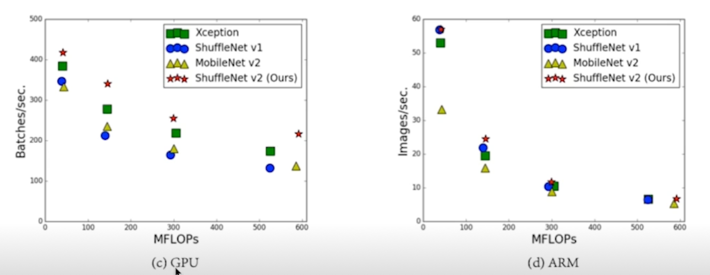 500
400
300
200
100
0
Batches/sec.
Xception
ShuffleNet v1
MobileNet v2
ShuffleNet v2 (Ours)
0 100 200 300 400 500 600
MFLOPs
(c) GPU
60
50
40
30
20
10
0
Images/sec.
Xception
ShuffleNet v1
MobileNet v2
ShuffleNet v2 (Ours)
0 100 200 300 400 500 600
MFLOPs
(d) ARM